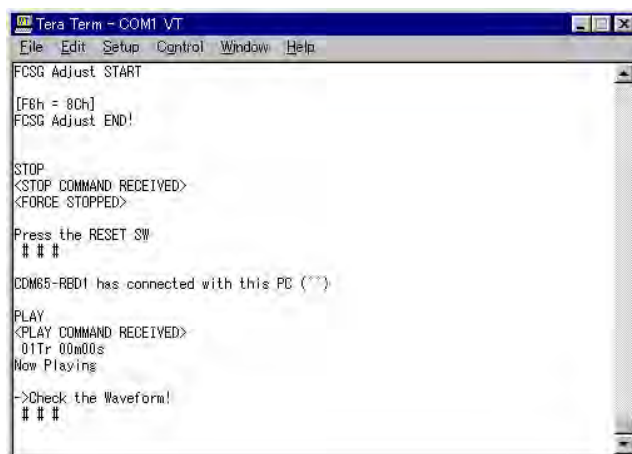 Tera Term - COM1 VT
File Edit Setup Control Window Help
FCSG Adjust START
[F6h = 8Ch]
FCSG Adjust END!
STOP
<STOP COMMAND RECEIVED>
<FORCE STOPPED>
Press the RESET SW
# # #
CDM65-RBD1 has connected with this PC (^^)
PLAY
<PLAY COMMAND RECEIVED>
01Tr 00m00s
Now Playing
->Check the Waveform!
# # #